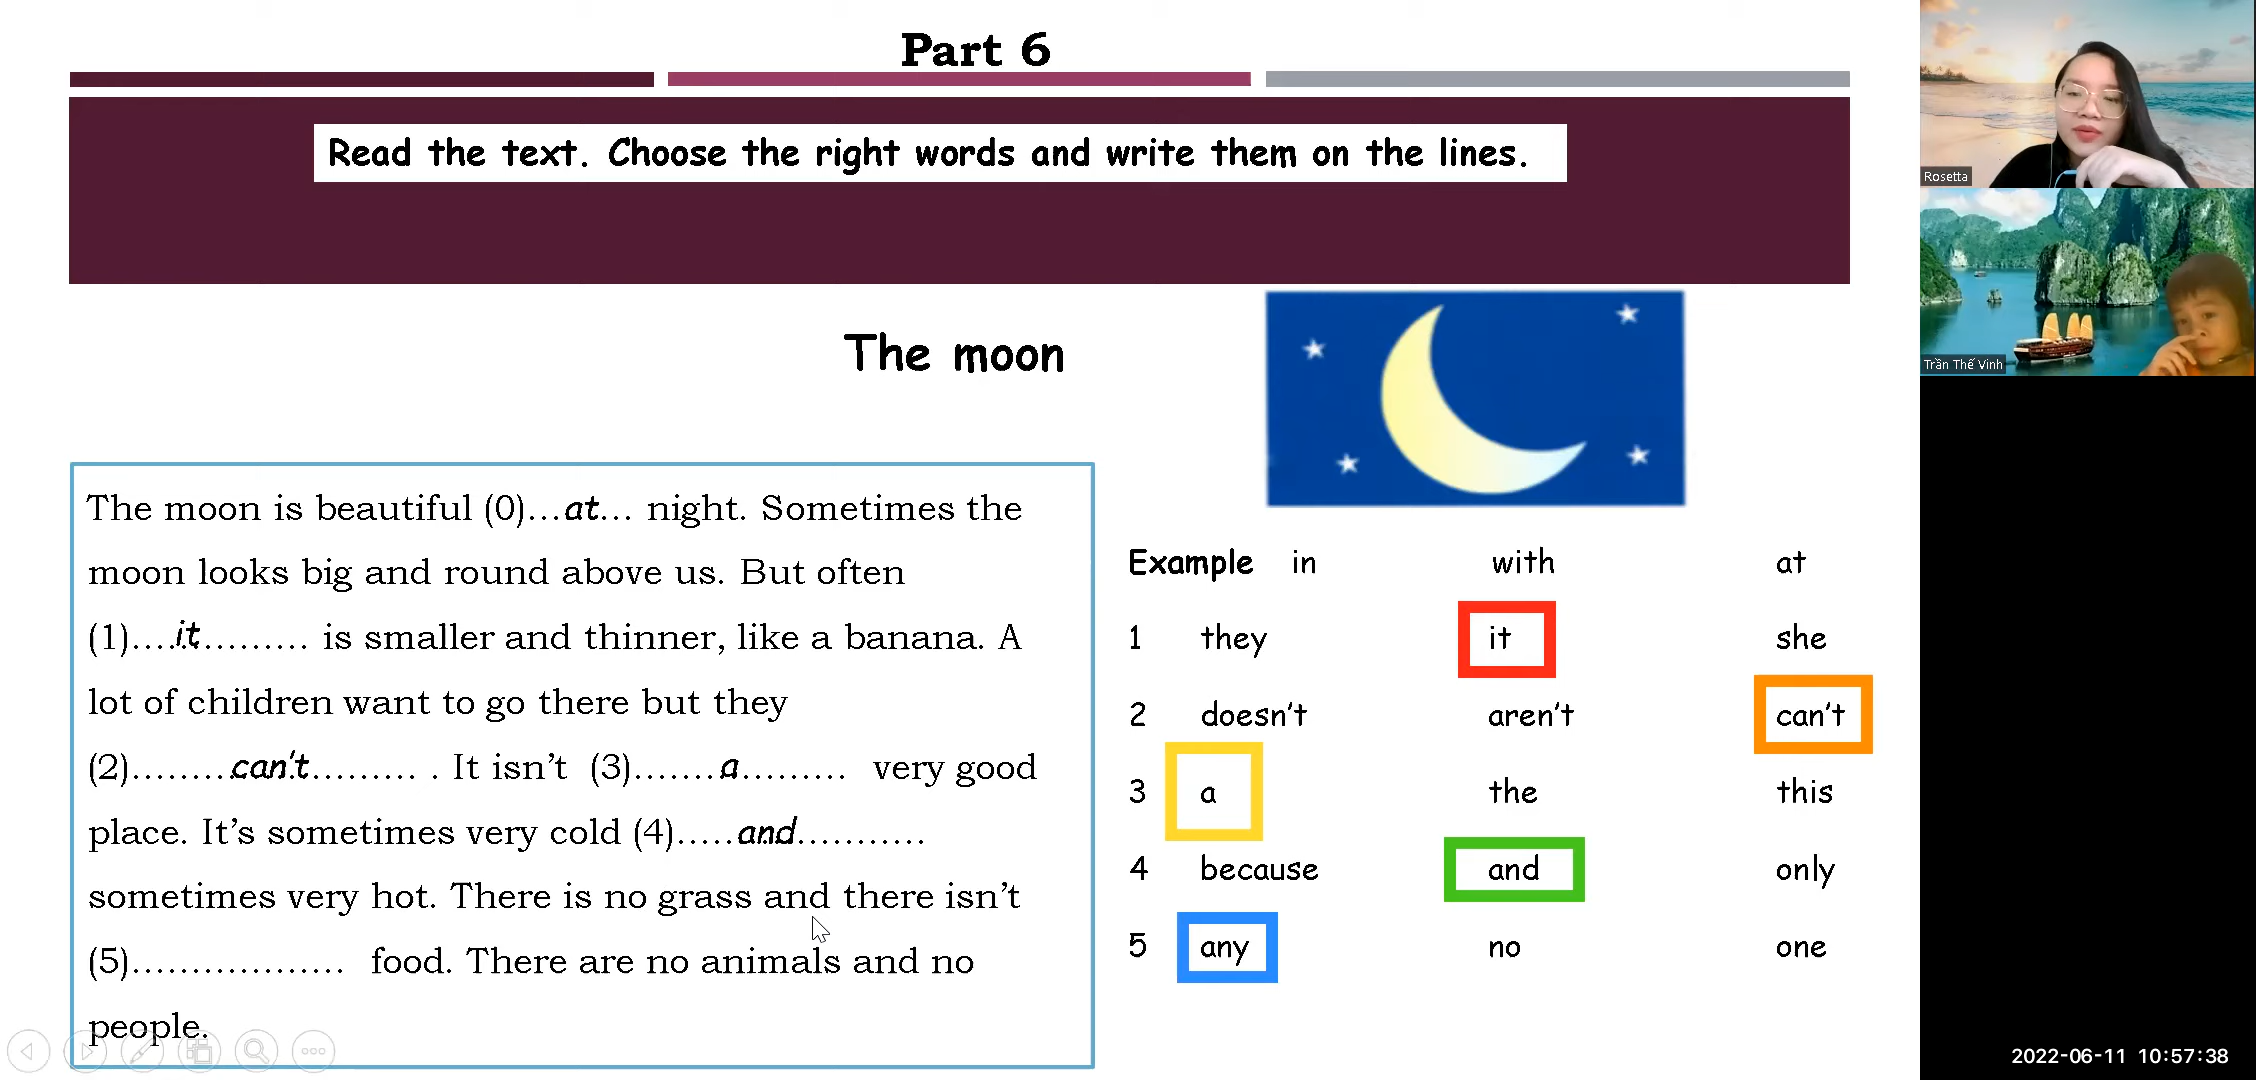 Part 6
Read the text. Choose the right words and write them on the lines.
The moon
The moon is beautiful (0)...at... night. Sometimes the
moon looks big and round above us. But often
(1)....it......... is smaller and thinner, like a banana. A
lot of children want to go there but they
(2)........can't......... . It isn't (3).......a......... very good
place. It's sometimes very cold (4).....and...........
sometimes very hot. There is no grass and there isn't
(5).................. food. There are no animals and no
people.
Example in with at
1 they it she
2 doesn't aren't can't
3 a the this
4 because and only
5 any no one
Rosetta
Trần Thế Vinh
2022-06-11 10:57:38